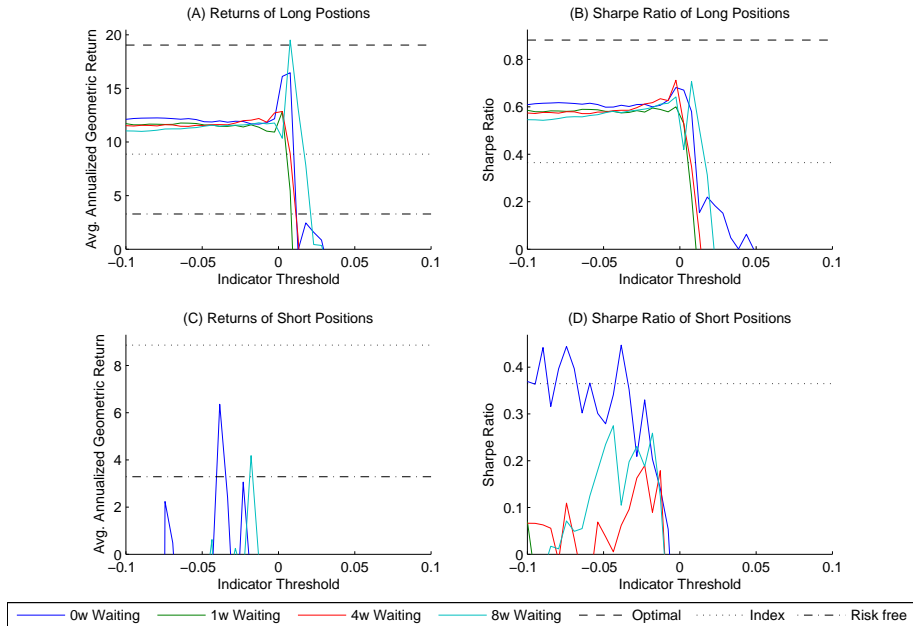 (A) Returns of Long Postions
Avg. Annualized Geometric Return
20
15
10
5
0
−0.1 −0.05 0 0.05 0.1
Indicator Threshold
(B) Sharpe Ratio of Long Positions
Sharpe Ratio
0.8
0.6
0.4
0.2
0
−0.1 −0.05 0 0.05 0.1
Indicator Threshold
(C) Returns of Short Positions
Avg. Annualized Geometric Return
8
6
4
2
0
−0.1 −0.05 0 0.05 0.1
Indicator Threshold
(D) Sharpe Ratio of Short Positions
Sharpe Ratio
0.4
0.3
0.2
0.1
0
−0.1 −0.05 0 0.05 0.1
Indicator Threshold
0w Waiting 1w Waiting 4w Waiting 8w Waiting Optimal Index Risk free